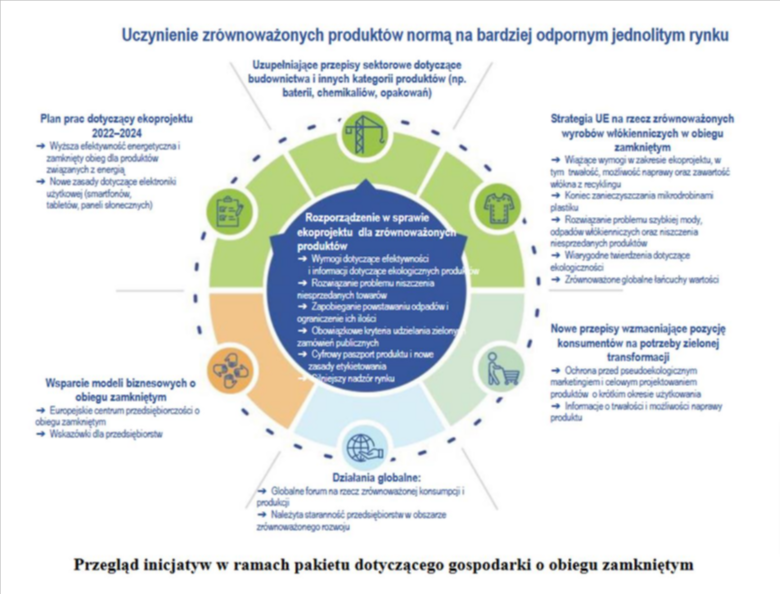 Uczynienie zrównoważonych produktów normą na bardziej odpornym jednolitym rynku
Uzupełniające przepisy sektorowe dotyczące
budownictwa i innych kategorii produktów (np.
baterii, chemikaliów, opakowań)
Plan prac dotyczący ekoprojektu
2022–2024
➔ Wyższa efektywność energetyczna i
zamknięty obieg dla produktów
związanych z energią
➔ Nowe zasady dotyczące elektroniki
użytkowej (smartfonów,
tabletów, paneli słonecznych)
Strategia UE na rzecz zrównoważonych
wyrobów włókienniczych w obiegu
zamkniętym
➔ Wiążące wymogi w zakresie ekoprojektu, w
tym trwałość, możliwość naprawy oraz zawartość
włókna z recyklingu
➔ Koniec zanieczyszczania mikrodrobinami
plastiku
➔ Rozwiązanie problemu szybkiej mody,
odpadów włókienniczych oraz niszczenia
niesprzedanych produktów
➔ Wiarygodne twierdzenia dotyczące
ekologiczności
➔ Zrównoważone globalne łańcuchy wartości
Rozporządzenie w sprawie
ekoprojektu dla zrównoważonych
produktów
➔ Wymogi dotyczące efektywności
i informacji dotyczące ekologicznych produktów
➔ Rozwiązanie problemu niszczenia
niesprzedanych towarów
➔ Zapobieganie powstawaniu odpadów i
ograniczenie ich ilości
➔ Obowiązkowe kryteria udzielania zielonych
zamówień publicznych
➔ Cyfrowy paszport produktu i nowe
zasady etykietowania
➔ Silniejszy nadzór rynku
Nowe przepisy wzmacniające pozycję
konsumentów na potrzeby zielonej
transformacji
➔ Ochrona przed pseudoekologicznym
marketingiem i celowym projektowaniem
produktów o krótkim okresie użytkowania
➔ Informacje o trwałości i możliwości naprawy
produktu
Wsparcie modeli biznesowych o
obiegu zamkniętym
➔ Europejskie centrum przedsiębiorczości o
obiegu zamkniętym
➔ Wskazówki dla przedsiębiorstw
Działania globalne:
➔ Globalne forum na rzecz zrównoważonej konsumpcji i
produkcji
➔ Należyta staranność przedsiębiorstw w obszarze
zrównoważonego rozwoju
Przegląd inicjatyw w ramach pakietu dotyczącego gospodarki o obiegu zamkniętym